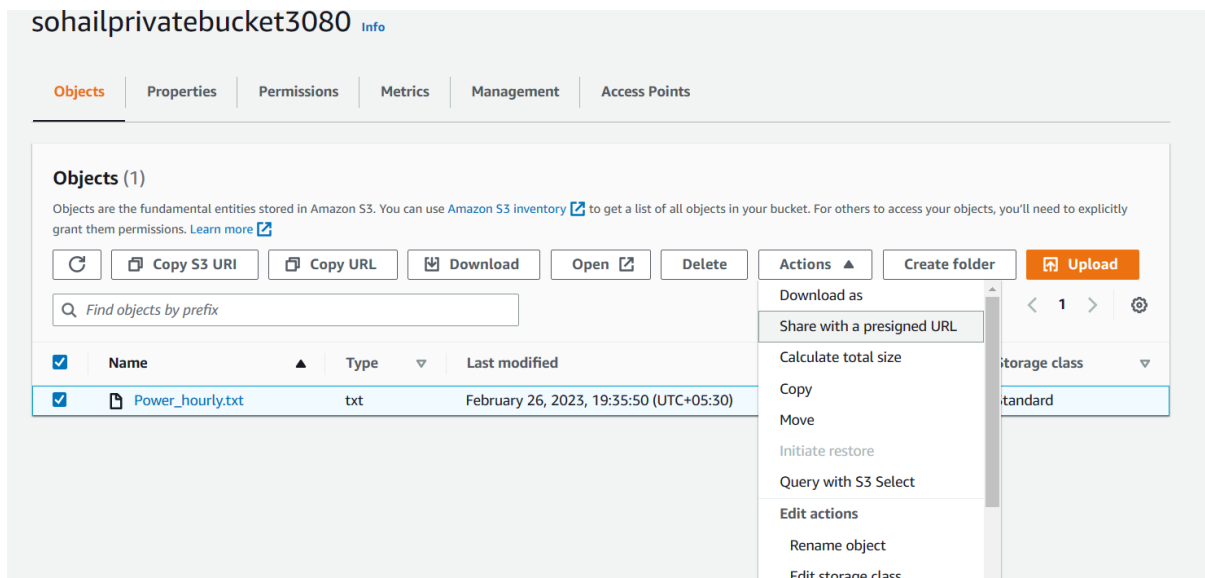 sohailprivatebucket3080 Info
Objects Properties Permissions Metrics Management Access Points
Objects (1)
Objects are the fundamental entities stored in Amazon S3. You can use Amazon S3 inventory to get a list of all objects in your bucket. For others to access your objects, you'll need to explicitly
grant them permissions. Learn more
Copy S3 URI Copy URL Download Open Delete Actions Create folder Upload
Find objects by prefix
1
Name Type Last modified torage class
Power_hourly.txt txt February 26, 2023, 19:35:50 (UTC+05:30) tandard
Download as
Share with a presigned URL
Calculate total size
Copy
Move
Initiate restore
Query with S3 Select
Edit actions
Rename object
Edit storage class